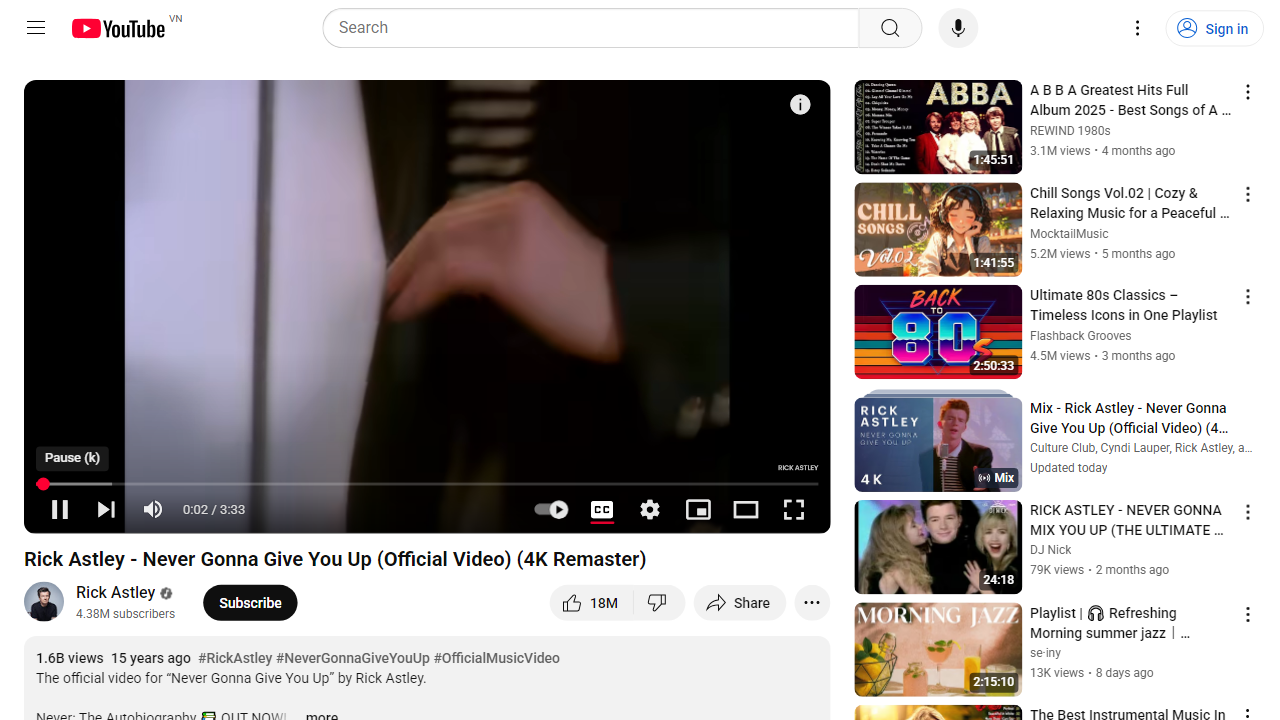 YouTube VN
Search
Sign in
RICK ASTLEY
Pause (k)
0:02 / 3:33
CC
Rick Astley - Never Gonna Give You Up (Official Video) (4K Remaster)
Rick Astley
4.38M subscribers
Subscribe
18M
Share
1.6B views 15 years ago #RickAstley #NeverGonnaGiveYouUp #OfficialMusicVideo
The official video for “Never Gonna Give You Up” by Rick Astley.
Never: The Autobiography 📚 OUT NOW!
...more
ABBA
1:45:51
A B B A Greatest Hits Full
Album 2025 - Best Songs of A ...
REWIND 1980s
3.1M views • 4 months ago
CHILL
SONGS
Vol.02
1:41:55
Chill Songs Vol.02 | Cozy &
Relaxing Music for a Peaceful ...
MocktailMusic
5.2M views • 5 months ago
BACK
TO
80s
2:50:33
Ultimate 80s Classics –
Timeless Icons in One Playlist
Flashback Grooves
4.5M views • 3 months ago
RICK
ASTLEY
NEVER GONNA
GIVE YOU UP
4K
Mix
Mix - Rick Astley - Never Gonna
Give You Up (Official Video) (4...
Culture Club, Cyndi Lauper, Rick Astley, a...
Updated today
24:18
RICK ASTLEY - NEVER GONNA
MIX YOU UP (THE ULTIMATE ...
DJ Nick
79K views • 2 months ago
MORNING JAZZ
2:15:10
Playlist | 🎧 Refreshing
Morning summer jazz｜...
se·iny
13K views • 8 days ago
The Best Instrumental Music In